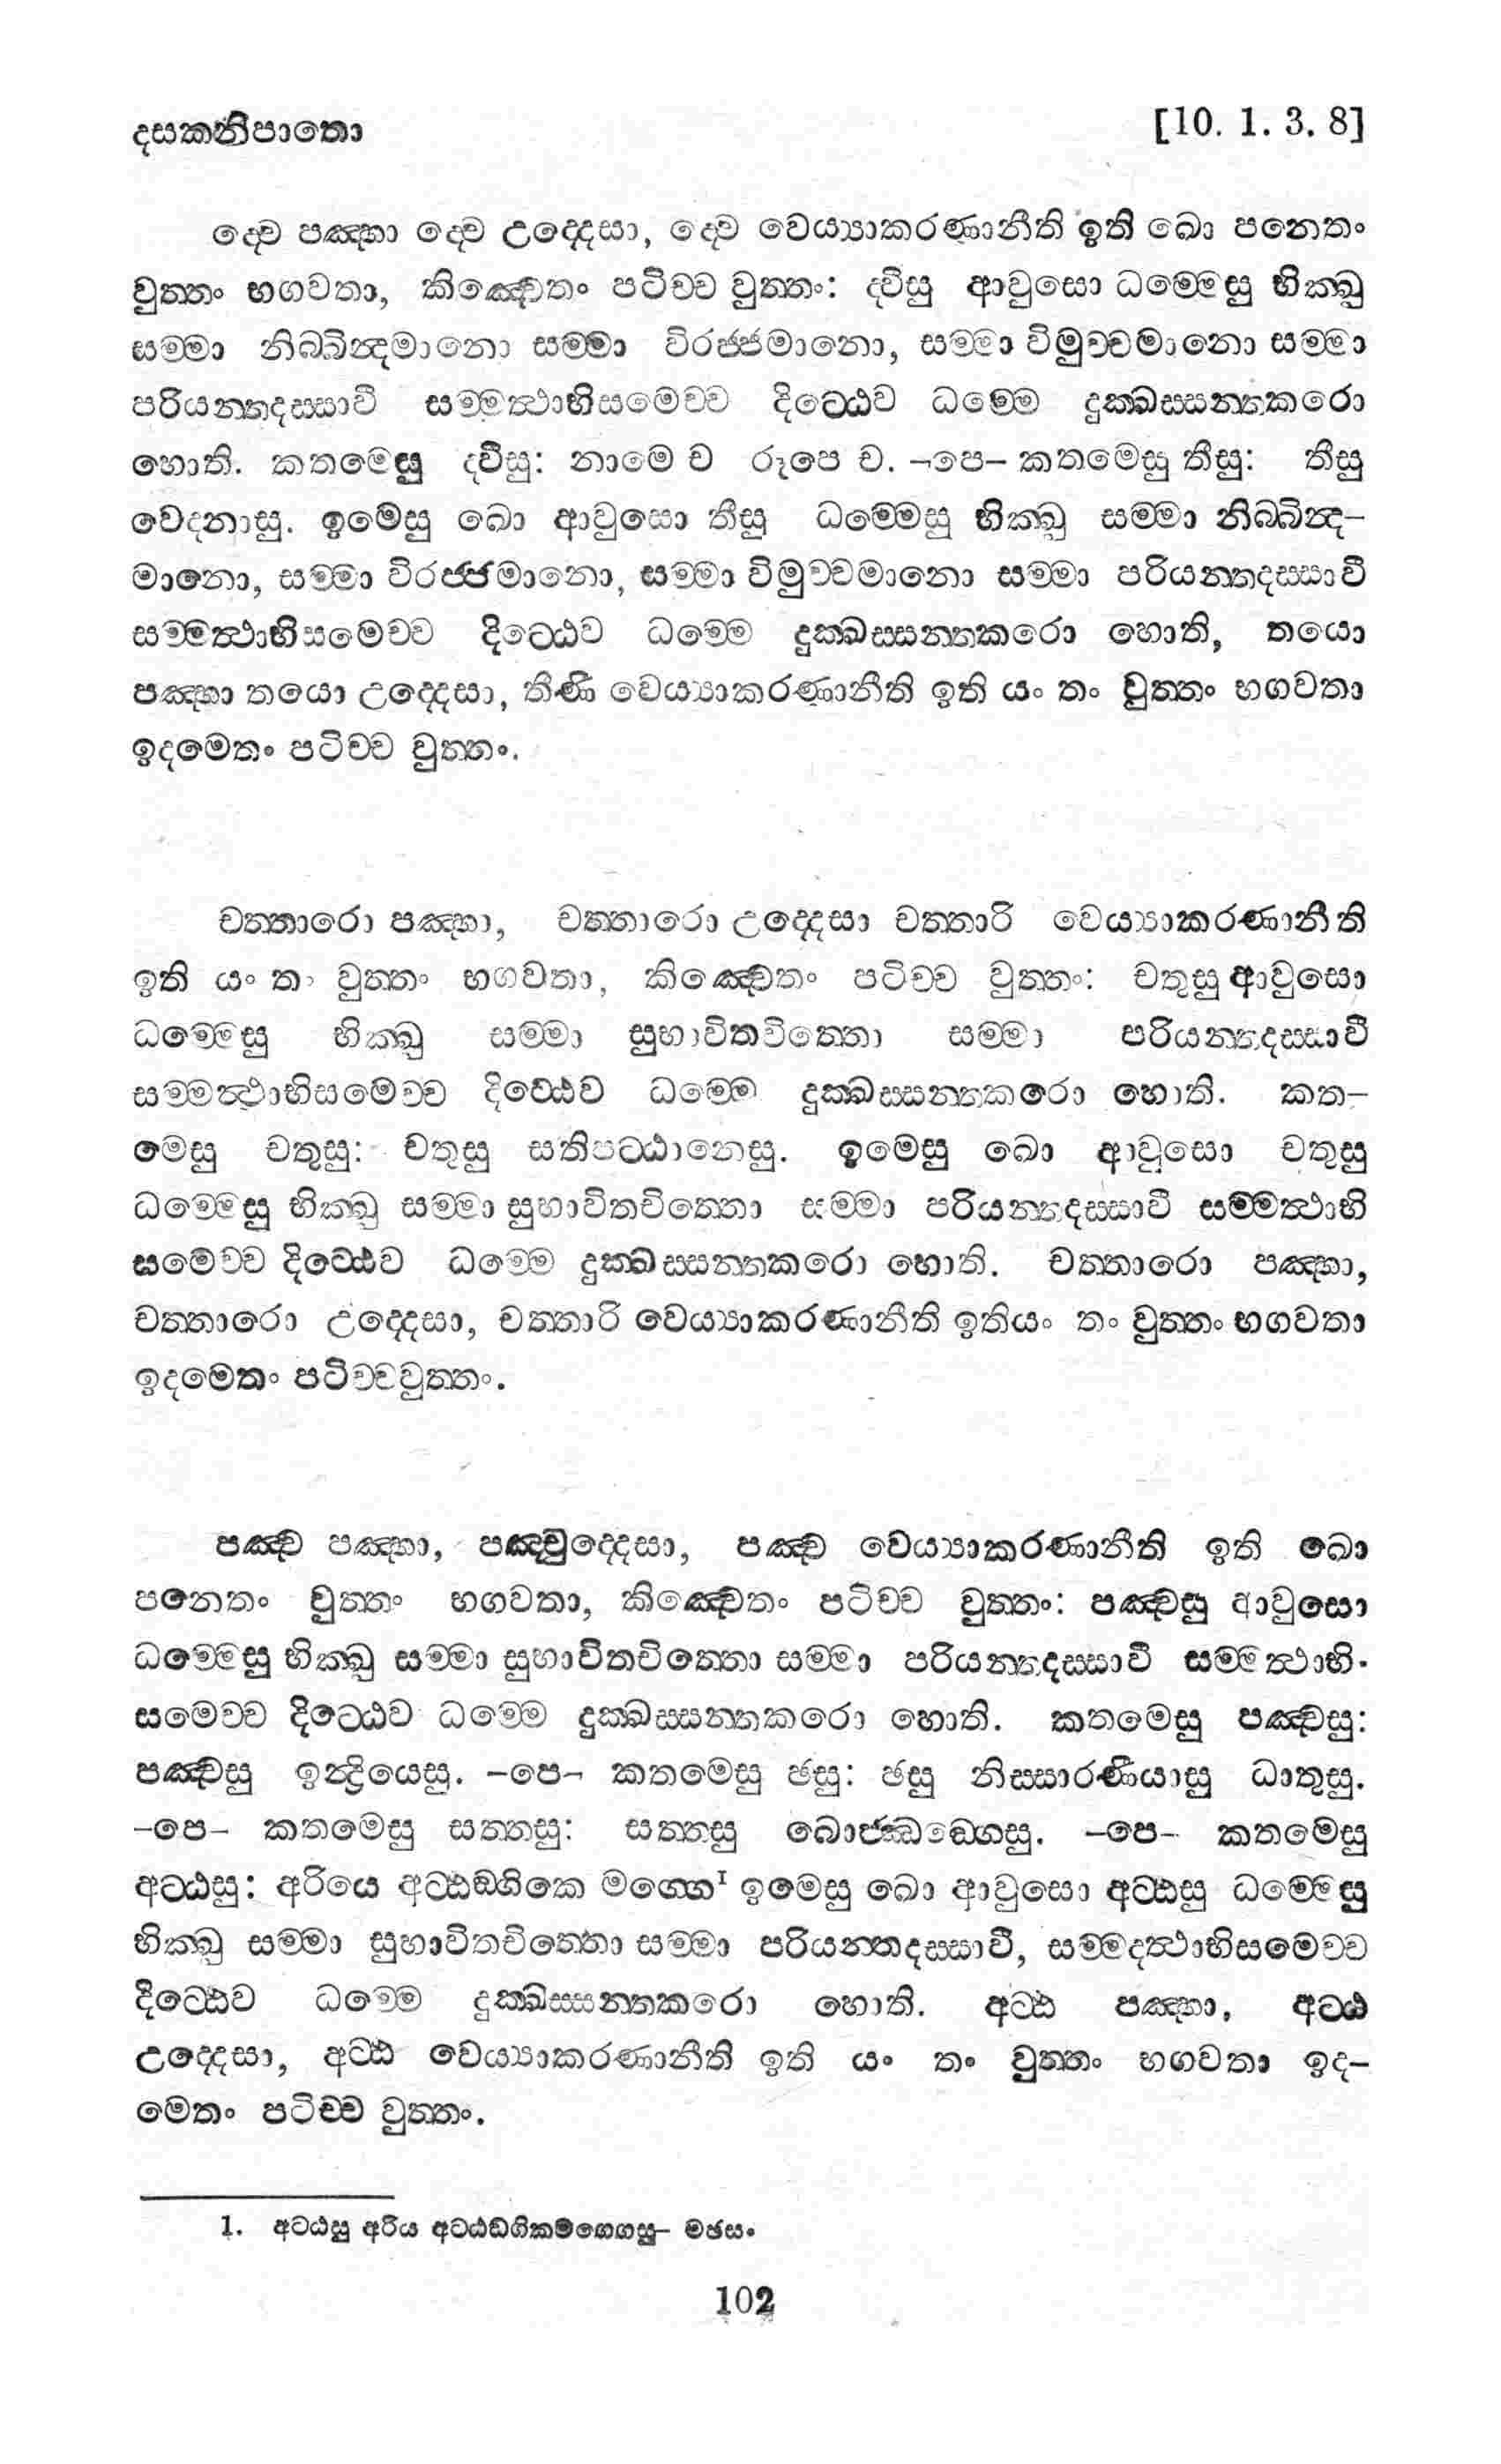 දසකනිපාතො [10. 1. 3. 8]
ද්වෙ පඤ්හා ද්වෙ උද්දෙසා, ද්වෙ වෙය්‍යාකරණානීති ඉති ඛො පනෙතං
වුත්තං භගවතා, කිඤ්චෙතං පටිච්ච වුත්තං: ද්වීසු ආවුසො ධම්මෙසු භික්ඛු
සම්මා නිබ්බින්දමානො සම්මා විරජ්ජමානො, සම්මා විමුච්චමානො සම්මා
පරියන්තදස්සාවී සම්මත්ථාභිසමෙච්ච දිට්ඨෙව ධම්මෙ දුක්ඛස්සන්තකරො
හොති. කතමෙසු ද්වීසු: නාමෙ ච රූපෙ ච. –පෙ– කතමෙසු තීසු: තීසු
වෙදනාසු. ඉමෙසු ඛො ආවුසො තීසු ධම්මෙසු භික්ඛු සම්මා නිබ්බින්ද–
මානො, සම්මා විරජ්ජමානො, සම්මා විමුච්චමානො සම්මා පරියන්තදස්සාවී
සම්මත්ථාභිසමෙච්ච දිට්ඨෙව ධම්මෙ දුක්ඛස්සන්තකරො හොති, තයො
පඤ්හා තයො උද්දෙසා, තීණි වෙය්‍යාකරණානීති ඉති යං තං වුත්තං භගවතා
ඉදමෙතං පටිච්ච වුත්තං.
චත්තාරො පඤ්හා, චත්තාරො උද්දෙසා චත්තාරි වෙය්‍යාකරණානීති
ඉති යං තං වුත්තං භගවතා, කිඤ්චෙතං පටිච්ච වුත්තං: චතුසු ආවුසො
ධම්මෙසු භික්ඛු සම්මා සුභාවිතචිත්තො සම්මා පරියන්තදස්සාවී
සම්මත්ථාභිසමෙච්ච දිට්ඨෙව ධම්මෙ දුක්ඛස්සන්තකරො හොති. කත–
මෙසු චතුසු: චතුසු සතිපට්ඨානෙසු. ඉමෙසු ඛො ආවුසො චතුසු
ධම්මෙසු භික්ඛු සම්මා සුභාවිතචිත්තො සම්මා පරියන්තදස්සාවී සම්මත්ථාභි
සමෙච්ච දිට්ඨෙව ධම්මෙ දුක්ඛස්සන්තකරො හොති. චත්තාරො පඤ්හා,
චත්තාරො උද්දෙසා, චත්තාරි වෙය්‍යාකරණානීති ඉතියං තං වුත්තං භගවතා
ඉදමෙතං පටිච්චවුත්තං.
පඤ්ච පඤ්හා, පඤ්චුද්දෙසා, පඤ්ච වෙය්‍යාකරණානීති ඉති ඛො
පනෙතං වුත්තං භගවතා, කිඤ්චෙතං පටිච්ච වුත්තං: පඤ්චසු ආවුසො
ධම්මෙසු භික්ඛු සම්මා සුභාවිතචිත්තො සම්මා පරියන්තදස්සාවී සම්මත්ථාභි-
සමෙච්ච දිට්ඨෙව ධම්මෙ දුක්ඛස්සන්තකරො හොති. කතමෙසු පඤ්චසු:
පඤ්චසු ඉන්ද්‍රියෙසු. –පෙ– කතමෙසු ඡසු: ඡසු නිස්සාරණීයාසු ධාතුසු.
–පෙ– කතමෙසු සත්තසු: සත්තසු බොජ්ඣඞ්ගෙසු. –පෙ– කතමෙසු
අට්ඨසු: අරියෙ අට්ඨඞ්ගිකෙ මග්ගෙ¹ ඉමෙසු ඛො ආවුසො අට්ඨසු ධම්මෙසු
භික්ඛු සම්මා සුභාවිතචිත්තො සම්මා පරියන්තදස්සාවී, සම්මදත්ථාභිසමෙච්ච
දිට්ඨෙව ධම්මෙ දුක්ඛස්සන්තකරො හොති. අට්ඨ පඤ්හා, අට්ඨ
උද්දෙසා, අට්ඨ වෙය්‍යාකරණානීති ඉති යං තං වුත්තං භගවතා ඉද–
මෙතං පටිච්ච වුත්තං.
1. අට්ඨසු අරිය අට්ඨඞ්ගිකමග්ගෙසු– මඡසං
102